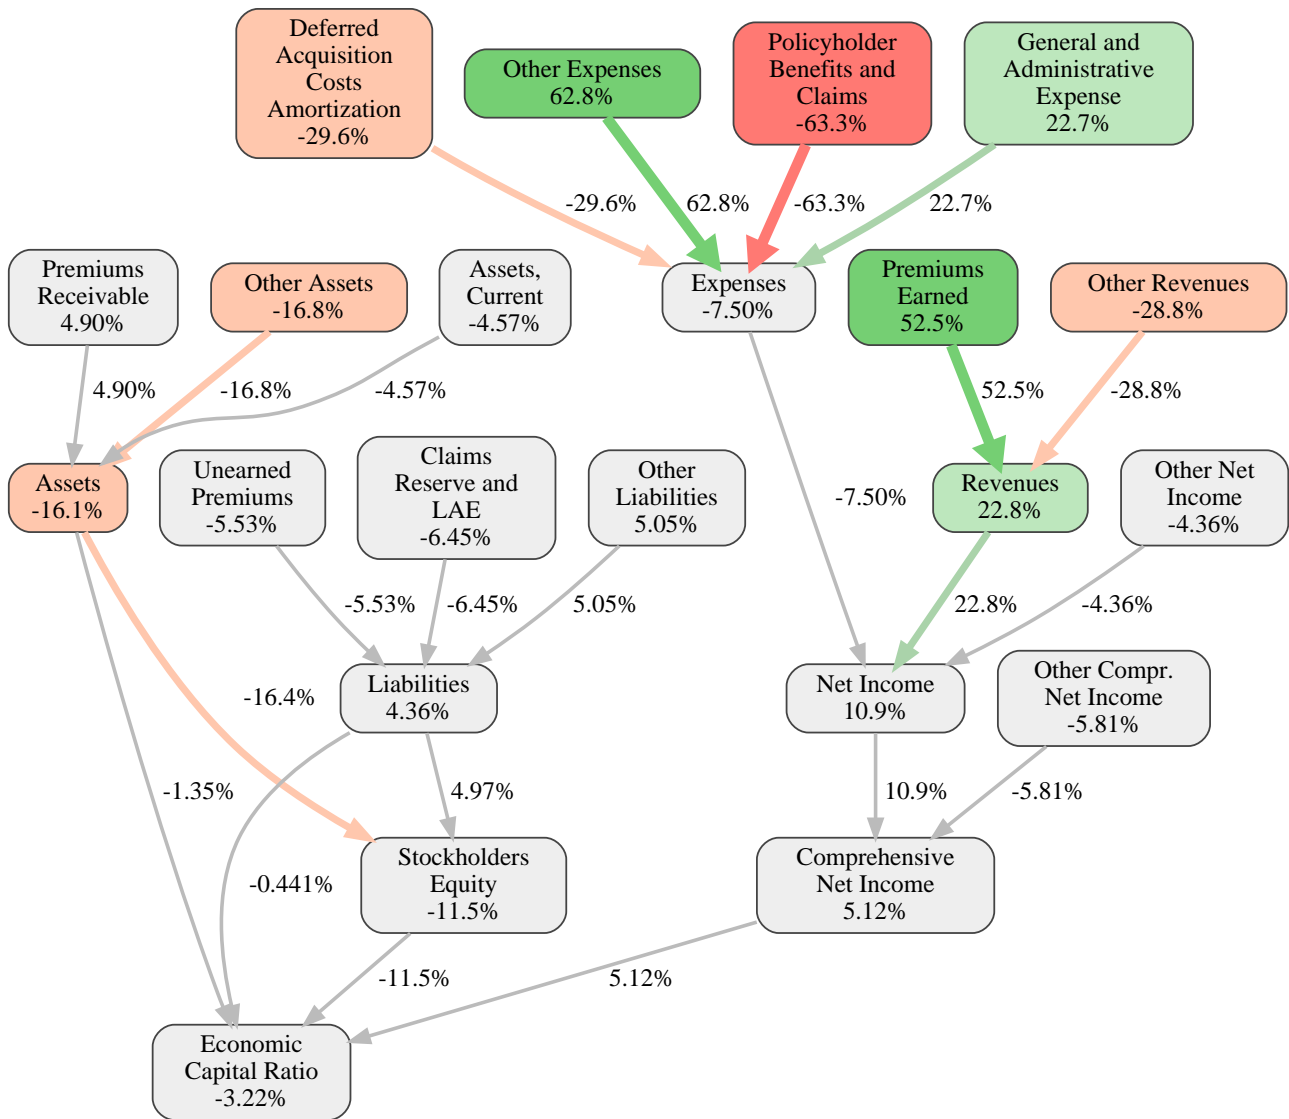 Deferred
Acquisition
Costs
Amortization
-29.6%
Other Expenses
62.8%
Policyholder
Benefits and
Claims
-63.3%
General and
Administrative
Expense
22.7%
-29.6%
62.8%
-63.3%
22.7%
Premiums
Receivable
4.90%
Other Assets
-16.8%
Assets,
Current
-4.57%
Expenses
-7.50%
Premiums
Earned
52.5%
Other Revenues
-28.8%
4.90%
-16.8%
-4.57%
52.5%
-28.8%
Assets
-16.1%
Unearned
Premiums
-5.53%
Claims
Reserve and
LAE
-6.45%
Other
Liabilities
5.05%
-7.50%
Revenues
22.8%
Other Net
Income
-4.36%
-5.53%
-6.45%
5.05%
22.8%
-4.36%
-16.4%
Liabilities
4.36%
Net Income
10.9%
Other Compr.
Net Income
-5.81%
-1.35%
4.97%
10.9%
-5.81%
-0.441%
Stockholders
Equity
-11.5%
Comprehensive
Net Income
5.12%
-11.5%
5.12%
Economic
Capital Ratio
-3.22%